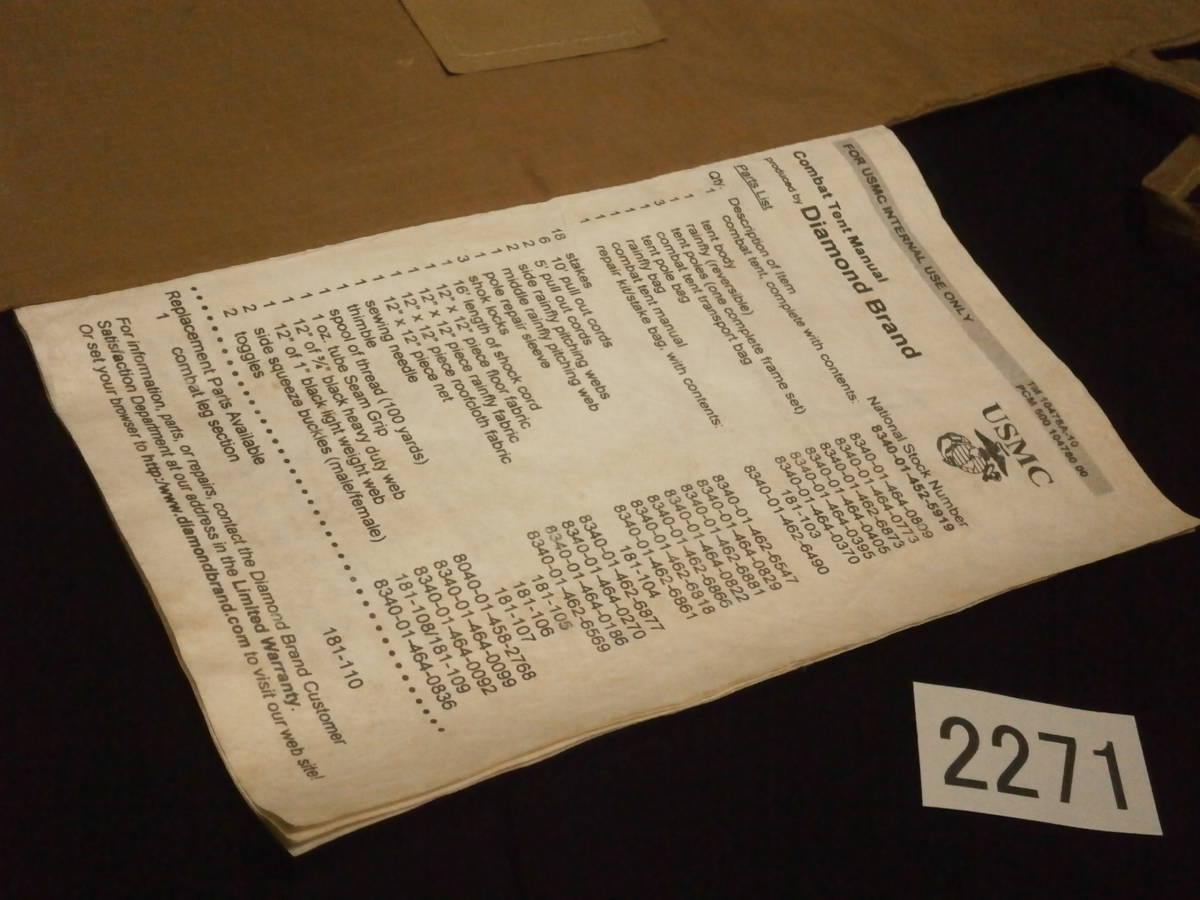 FOR USMC INTERNAL USE ONLY TM 10478A-10
PCM 500 104780 00
Combat Tent Manual
produced by Diamond Brand
USMC
Parts List
Qty. Description of item National Stock Number
1 combat tent, complete with contents: 8340-01-452-5919
1 tent body 8340-01-464-0809
1 rainfly (reversible) 8340-01-464-0773
3 tent poles (one complete frame set) 8340-01-462-6873
1 combat tent transport bag 8340-01-464-0405
1 tent pole bag 8340-01-464-0395
1 rainfly bag 8340-01-464-0370
1 combat tent manual 181-103
1 repair kit/stake bag, with contents: 8340-01-462-6490
18 stakes 8340-01-462-6547
6 10" pull out cords 8340-01-464-0829
2 5' pull out cords 8340-01-462-6881
2 side rainfly pitching webs 8340-01-464-0822
1 middle rainfly pitching web 8340-01-462-6866
1 pole repair sleeve 8340-01-462-6818
3 shok locks 8340-01-462-6861
1 16' length of shock cord 181-104
1 12" x 12" piece floor fabric 8340-01-462-6877
1 12" x 12" piece rainfly fabric 8340-01-464-0270
1 12" x 12" piece roofcloth fabric 8340-01-464-0186
1 12" x 12" piece net 8340-01-462-6569
1 sewing needle 181-105
1 thimble 181-106
1 spool of thread (100 yards) 181-107
1 1 oz. tube Seam Grip 8040-01-458-2768
1 12" of ¾" black heavy duty web 8340-01-464-0099
1 12" of 1" black light weight web 8340-01-464-0092
2 side squeeze buckles (male/female) 181-108/181-109
2 toggles 8340-01-464-0836
Replacement Parts Available
1 combat leg section 181-110
For information, parts, or repairs, contact the Diamond Brand Customer
Satisfaction Department at our address in the Limited Warranty.
Or set your browser to http:/www.diamondbrand.com to visit our web site!
2271